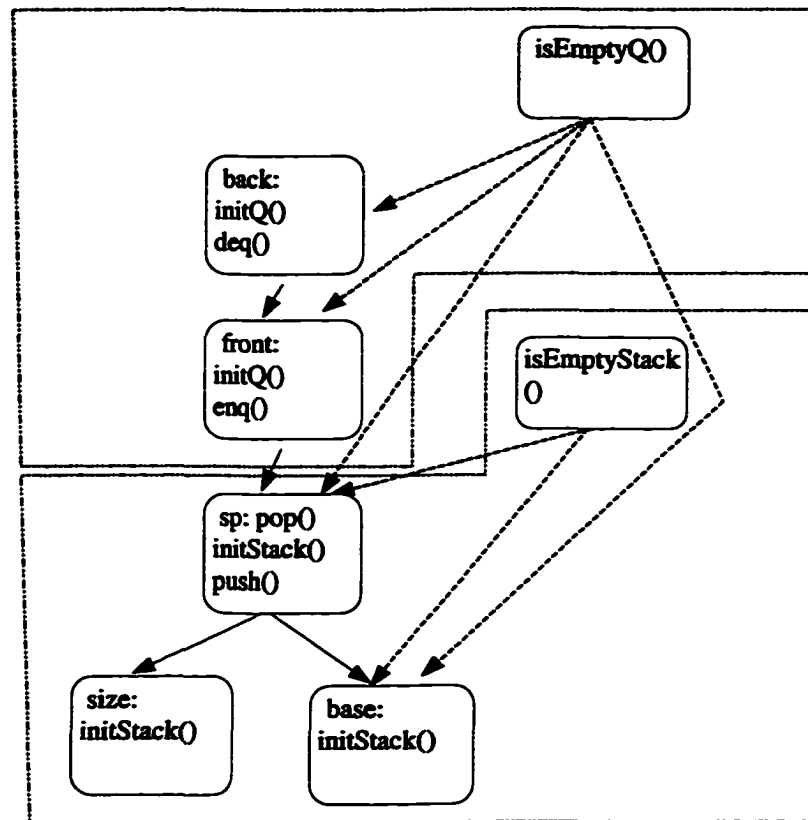 isEmptyQ()
back:
initQ()
deq()
front:
initQ()
enq()
isEmptyStack
()
sp: pop()
initStack()
push()
size:
initStack()
base:
initStack()